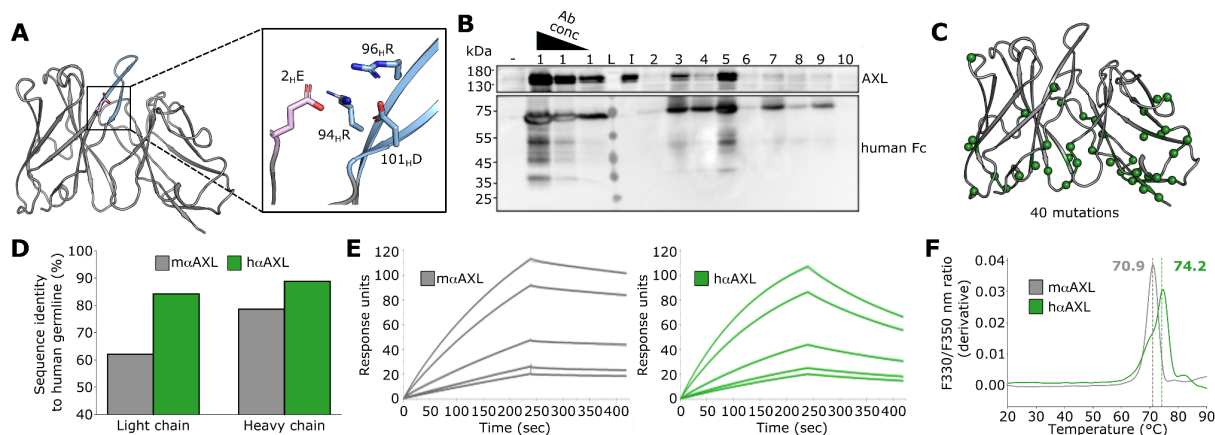 A
96HR
2HE
94HR
101HD
B
Ab
conc
kDa
- 1 1 1 L I 2 3 4 5 6 7 8 9 10
180
130
AXL
75
55
45
35
25
human Fc
C
40 mutations
D
Sequence identity
to human germline (%)
100
90
80
70
60
50
40
mαAXL
hαAXL
Light chain
Heavy chain
E
Response units
120
100
80
60
40
20
0
mαAXL
0 50 100 150 200 250 300 350 400
Time (sec)
Response units
120
100
80
60
40
20
0
hαAXL
0 50 100 150 200 250 300 350 400
Time (sec)
F
F330/F350 nm ratio
(derivative)
0.04
0.03
0.02
0.01
0.00
70.9
74.2
mαAXL
hαAXL
20 30 40 50 60 70 80 90
Temperature (°C)